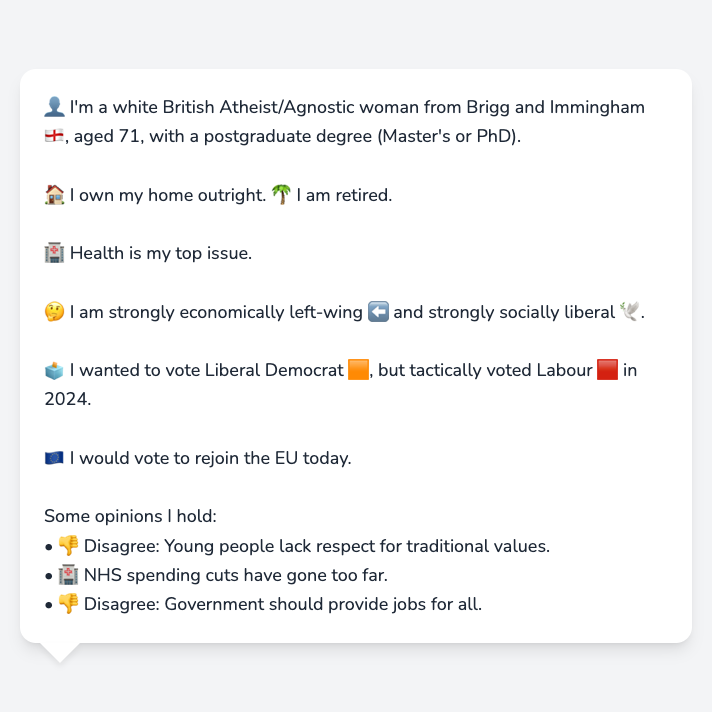 👤 I'm a white British Atheist/Agnostic woman from Brigg and Immingham
🏴󠁧󠁢󠁥󠁮󠁧󠁿, aged 71, with a postgraduate degree (Master's or PhD).
🏠 I own my home outright. 🌴 I am retired.
🏥 Health is my top issue.
🤔 I am strongly economically left-wing ⬅️ and strongly socially liberal 🕊️.
🗳️ I wanted to vote Liberal Democrat 🟧, but tactically voted Labour 🟥 in
2024.
🇪🇺 I would vote to rejoin the EU today.
Some opinions I hold:
• 👎 Disagree: Young people lack respect for traditional values.
• 🏥 NHS spending cuts have gone too far.
• 👎 Disagree: Government should provide jobs for all.